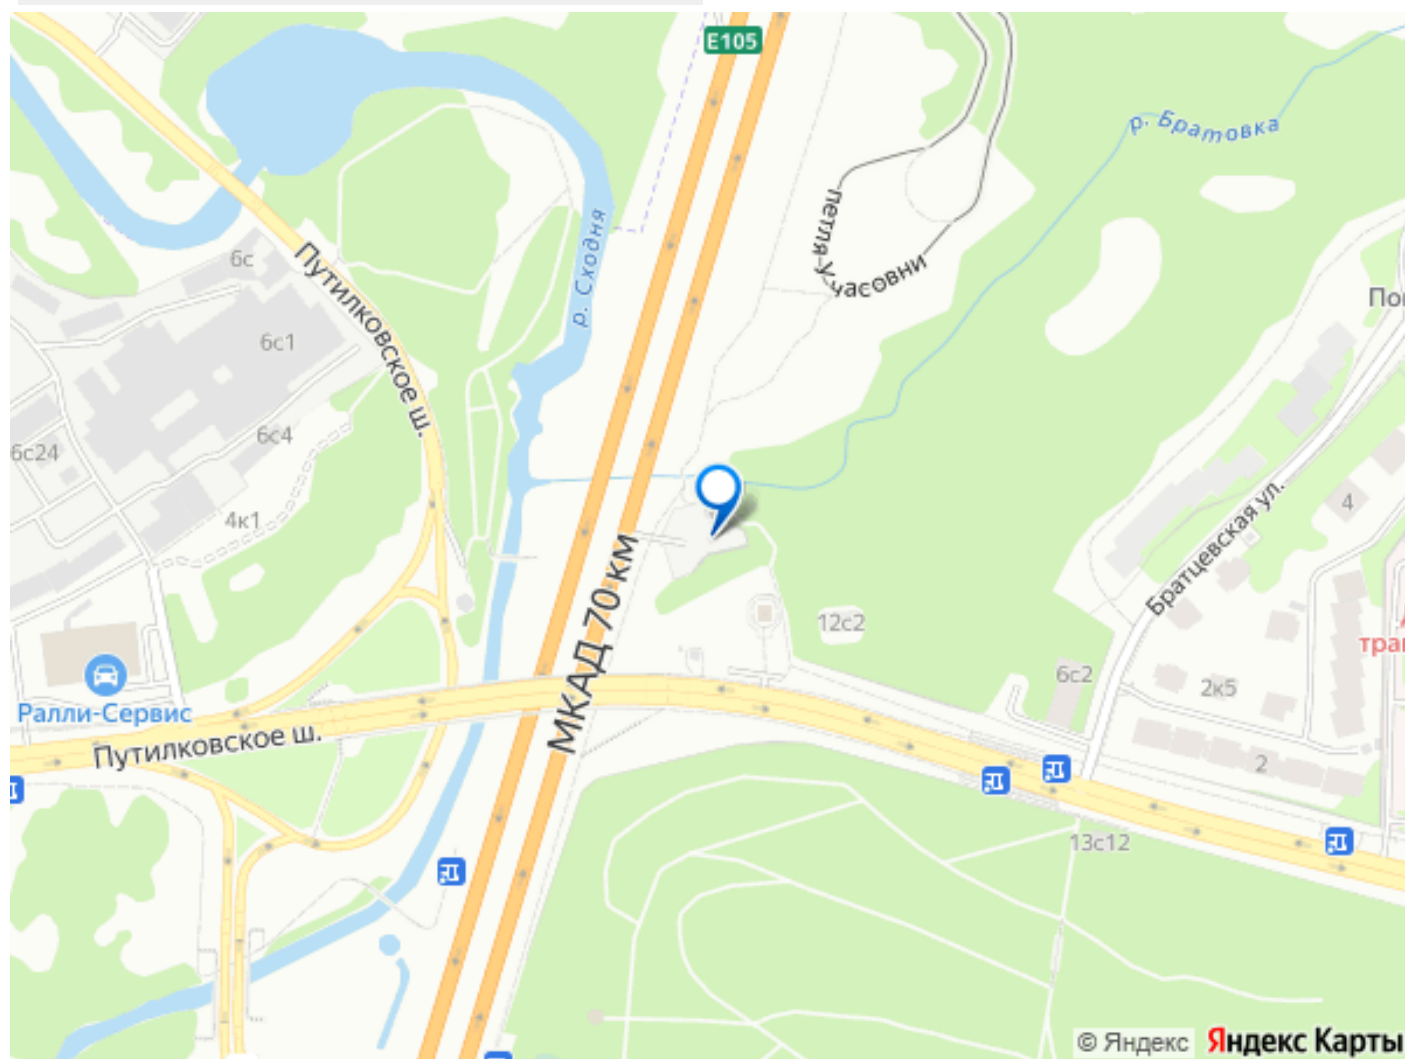 E105
р. Братовка
Путилковское ш.
р. Сходня
петля Учасовни
6с
6с1
6с4
6с24
4к1
4
Братцевская ул.
МКАД 70 км
12с2
6с2
2к5
2
Ралли-Сервис
Путилковское ш.
13с12
© Яндекс
Яндекс Карты